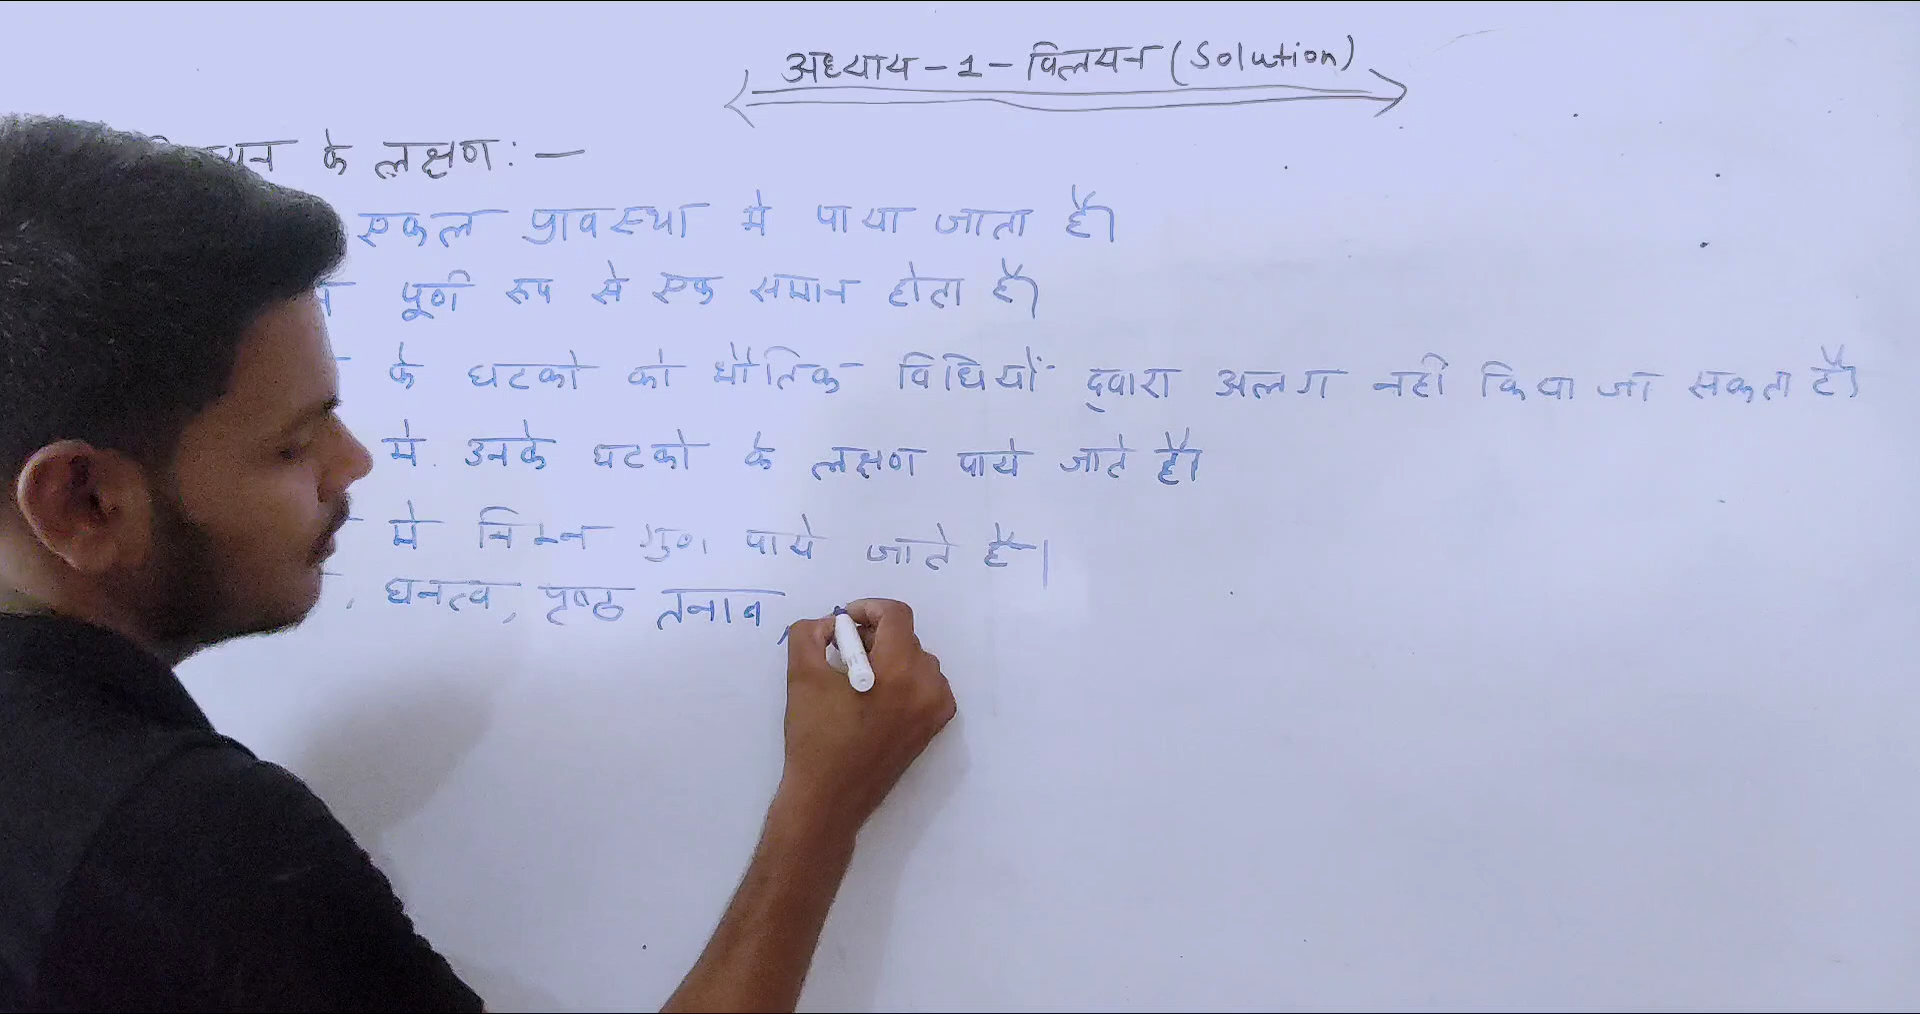 अध्याय - 1 - विलयन (Solution)
के लक्षण : -
एकल प्रावस्था मे पाया जाता है।
पूर्ण रूप से एक समान होता है।
के घटको को भौतिक विधियों द्वारा अलग नही किया जा सकता है।
मे उनके घटको के लक्षण पाये जाते है।
मे निम्न गुण पाये जाते है।
, घनत्व, पृष्ठ तनाव,